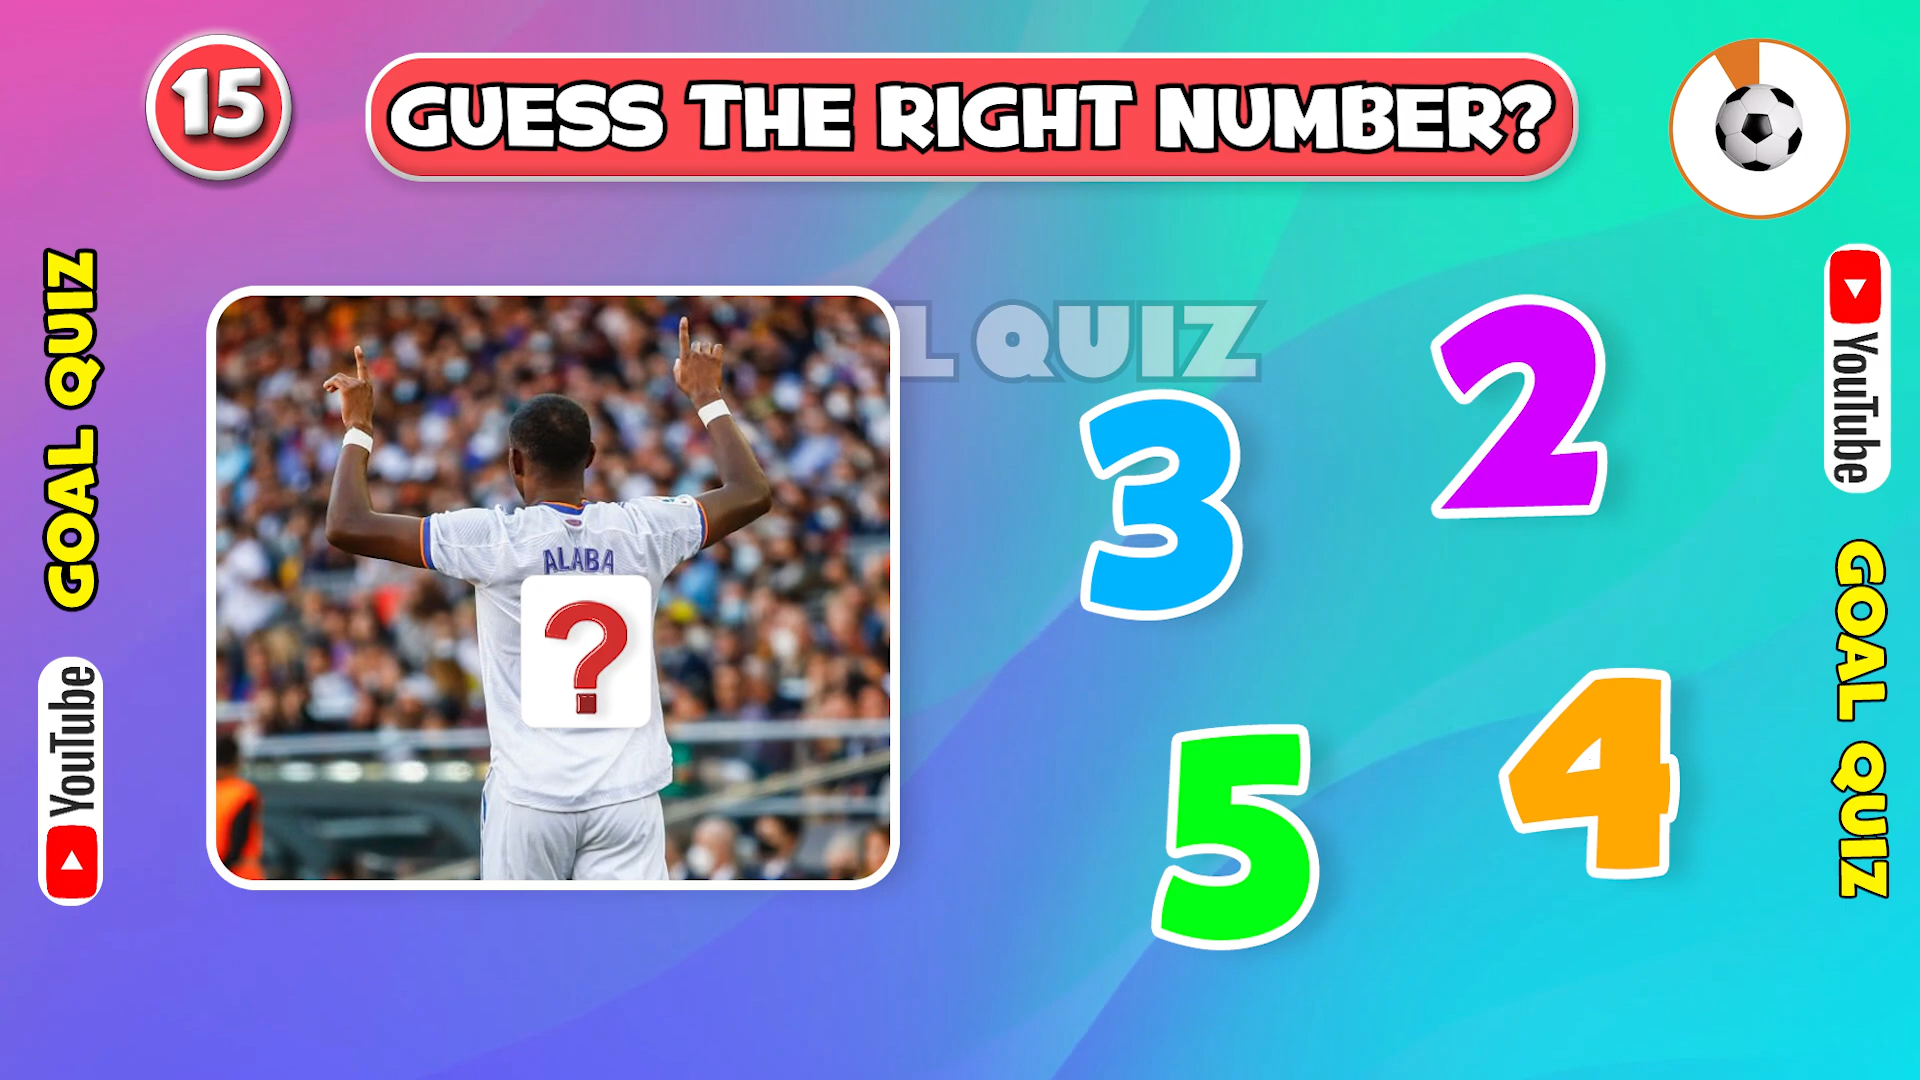 15
GUESS THE RIGHT NUMBER?
GOAL QUIZ
YouTube
L QUIZ
ALABA
?
3
2
5
4
YouTube
GOAL QUIZ